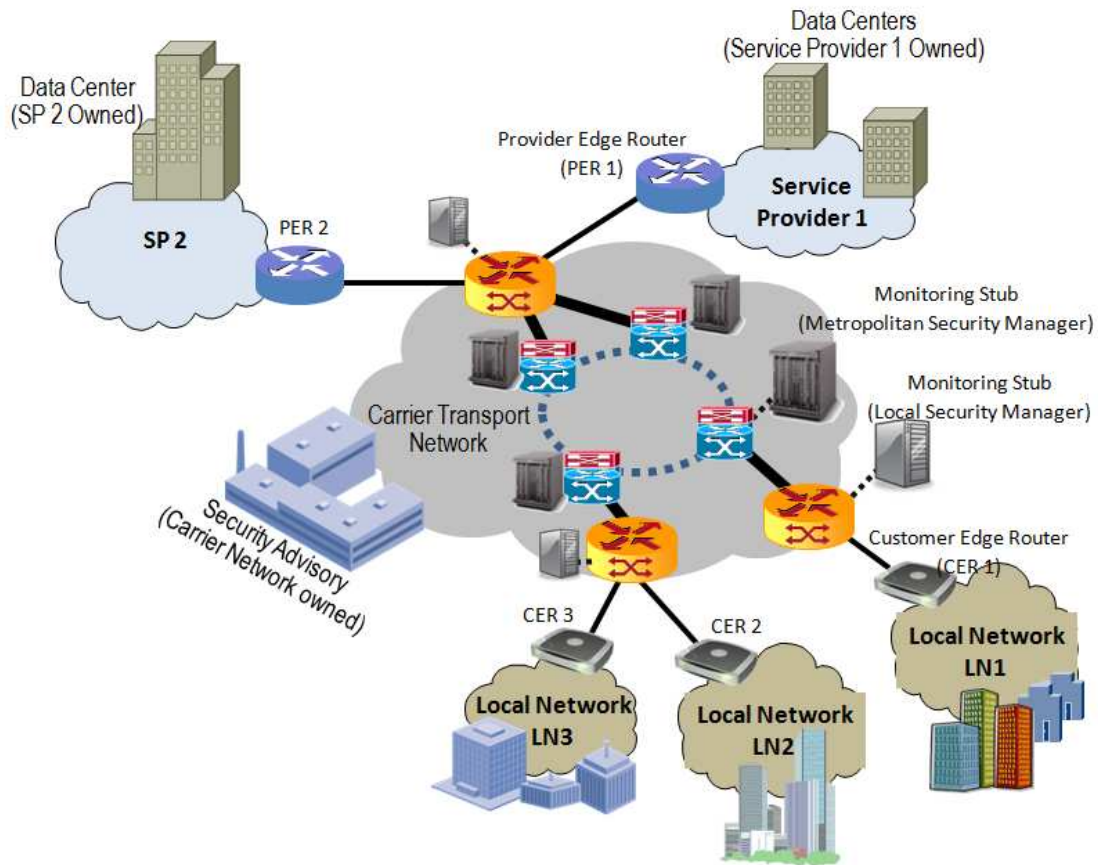 Data Centers
(Service Provider 1 Owned)
Data Center
(SP 2 Owned)
Provider Edge Router
(PER 1)
Service
Provider 1
SP 2
PER 2
Monitoring Stub
(Metropolitan Security Manager)
Monitoring Stub
(Local Security Manager)
Carrier Transport
Network
Security Advisory
(Carrier Network owned)
Customer Edge Router
(CER 1)
CER 3
CER 2
Local Network
LN1
Local Network
LN3
Local Network
LN2